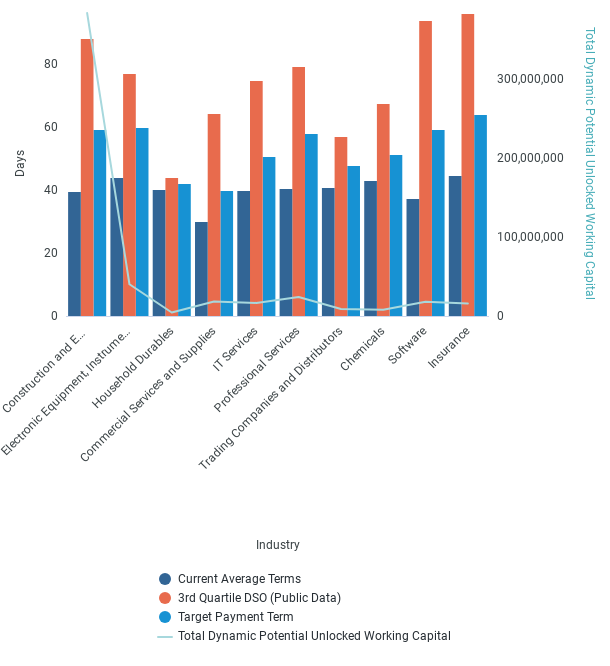 80
60
40
20
0
Days
300,000,000
200,000,000
100,000,000
0
Total Dynamic Potential Unlocked Working Capital
Construction and E...
Electronic Equipment, Instrume...
Household Durables
Commercial Services and Supplies
IT Services
Professional Services
Trading Companies and Distributors
Chemicals
Software
Insurance
Industry
Current Average Terms
3rd Quartile DSO (Public Data)
Target Payment Term
Total Dynamic Potential Unlocked Working Capital